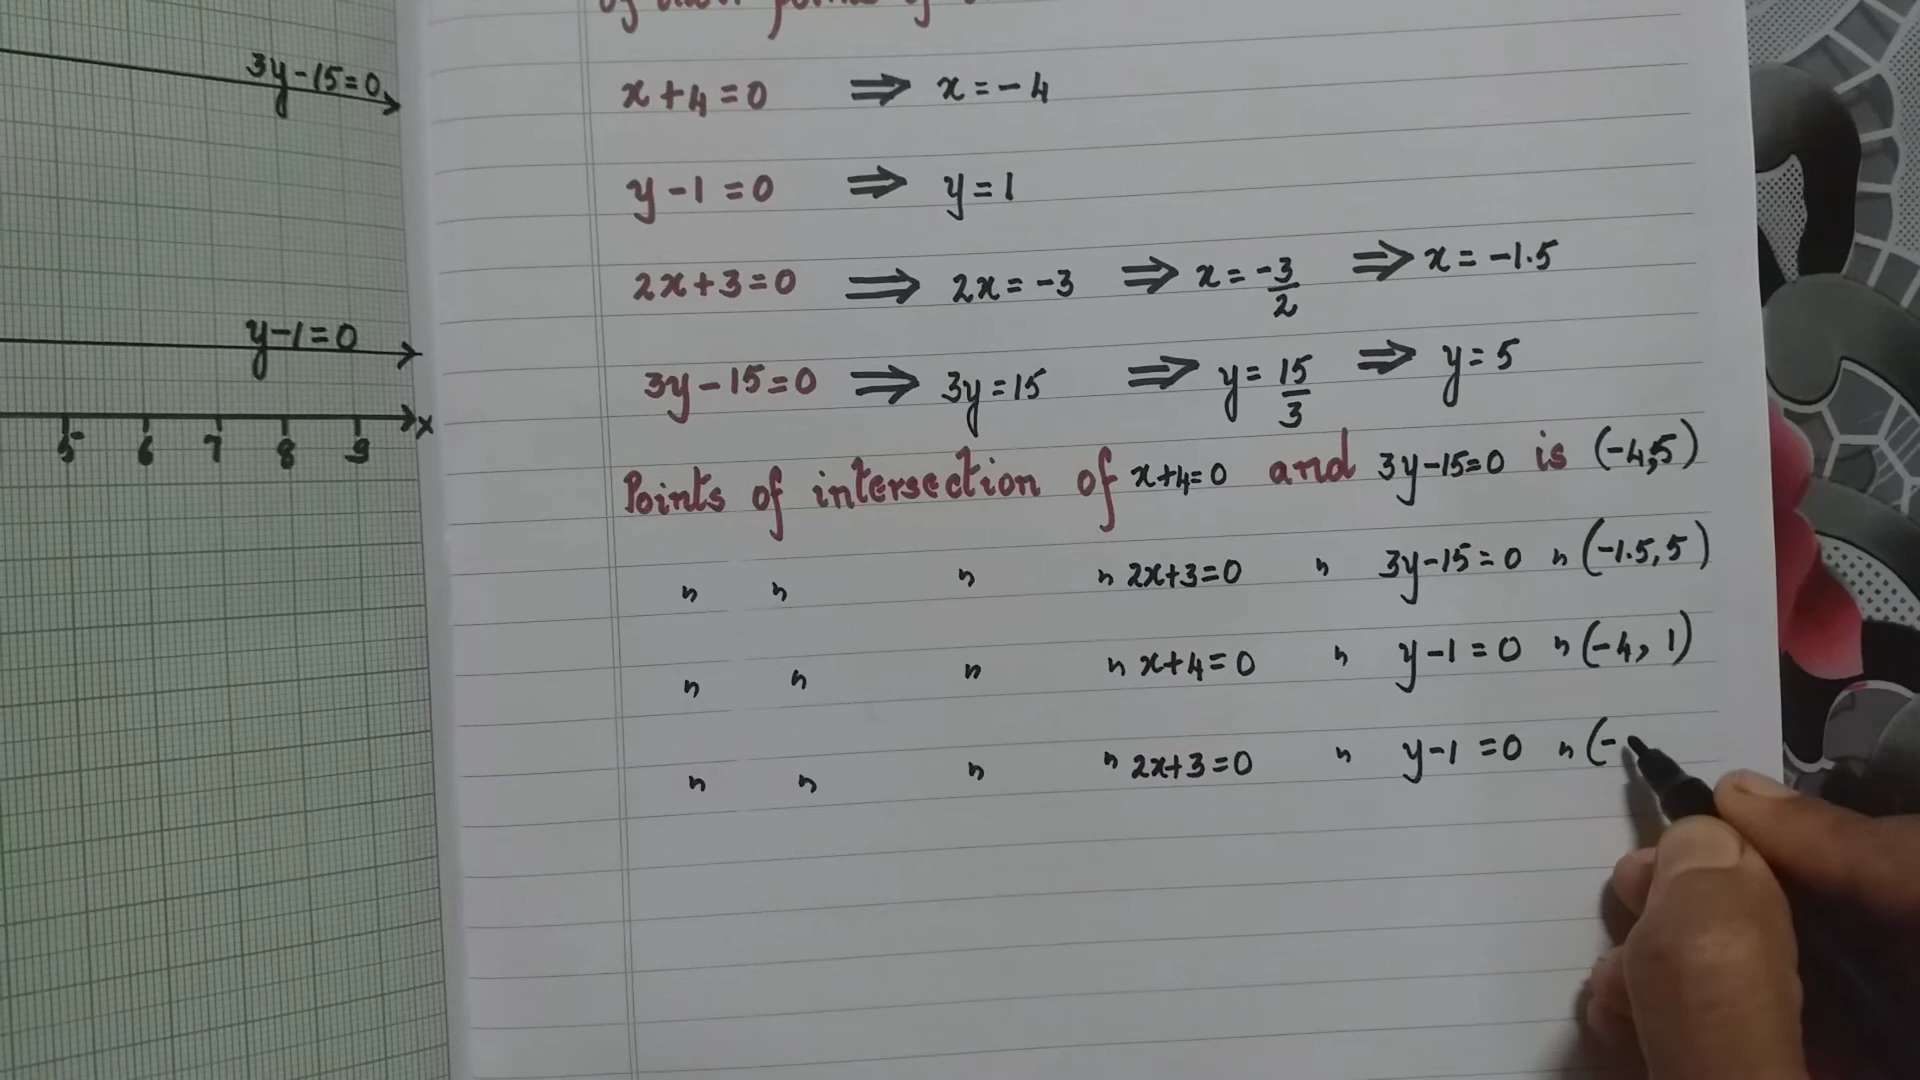 3y-15=0
y-1=0
x
5 6 7 8 9
points of
x+4=0 ⇒ x=-4
y-1=0 ⇒ y=1
2x+3=0 ⇒ 2x=-3 ⇒ x=-3/2 ⇒ x=-1.5
3y-15=0 ⇒ 3y=15 ⇒ y=15/3 ⇒ y=5
Points of intersection of x+4=0 and 3y-15=0 is (-4,5)
" " " " 2x+3=0 " 3y-15=0 " (-1.5,5)
" " " " x+4=0 " y-1=0 " (-4, 1)
" " " " 2x+3=0 " y-1=0 " (-